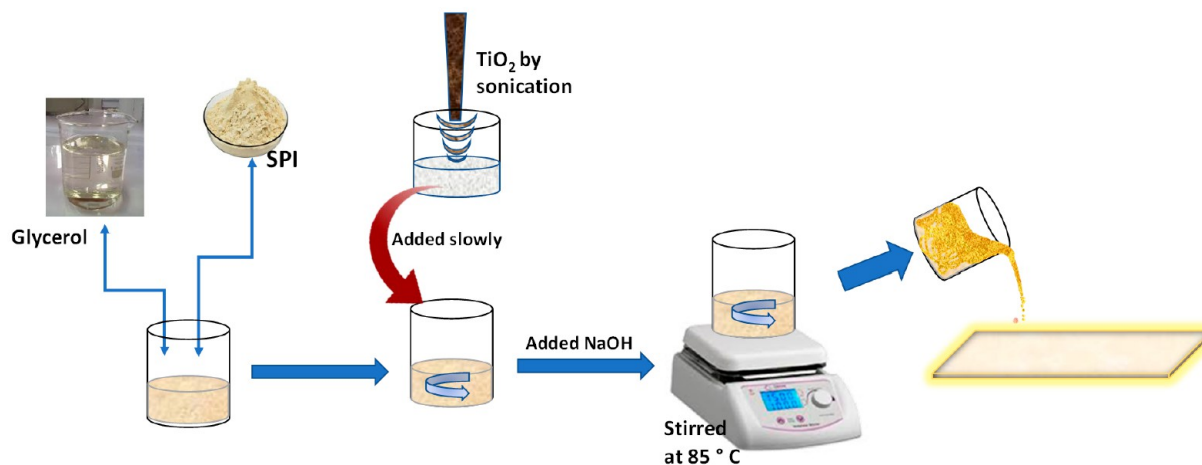 TiO₂ by
sonication
SPI
Glycerol
Added slowly
Added NaOH
Stirred
at 85 ° C